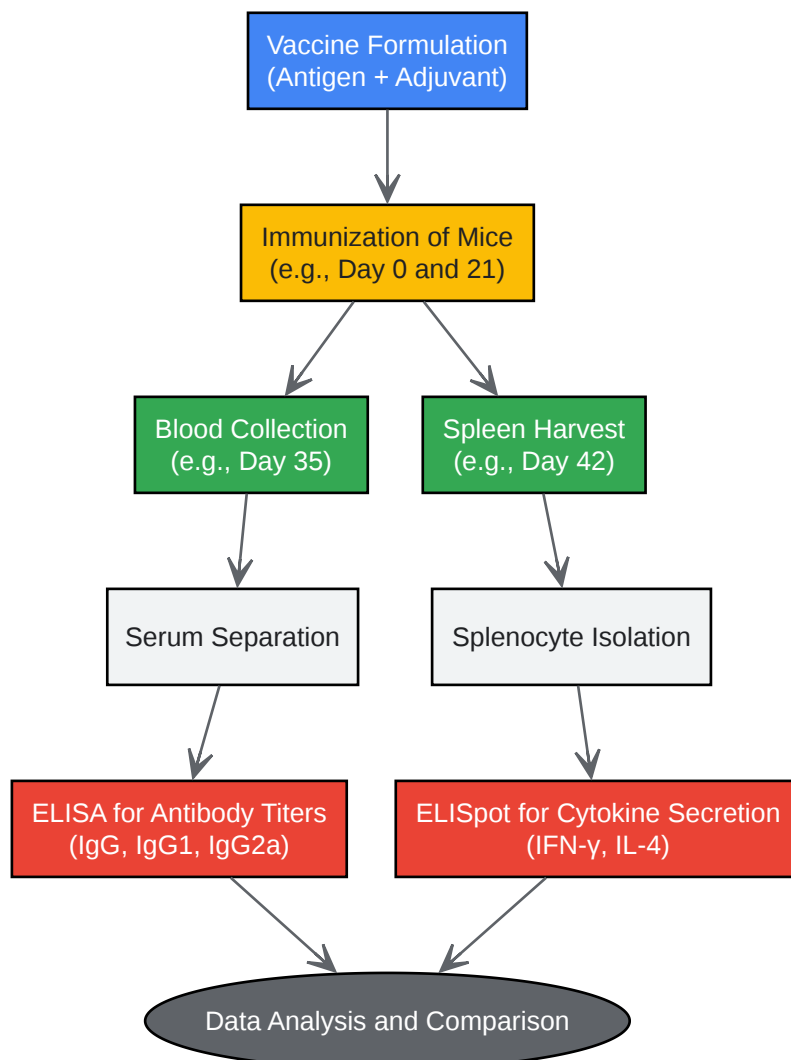 Vaccine Formulation
(Antigen + Adjuvant)
Immunization of Mice
(e.g., Day 0 and 21)
Blood Collection
(e.g., Day 35)
Spleen Harvest
(e.g., Day 42)
Serum Separation
Splenocyte Isolation
ELISA for Antibody Titers
(IgG, IgG1, IgG2a)
ELISpot for Cytokine Secretion
(IFN-γ, IL-4)
Data Analysis and Comparison